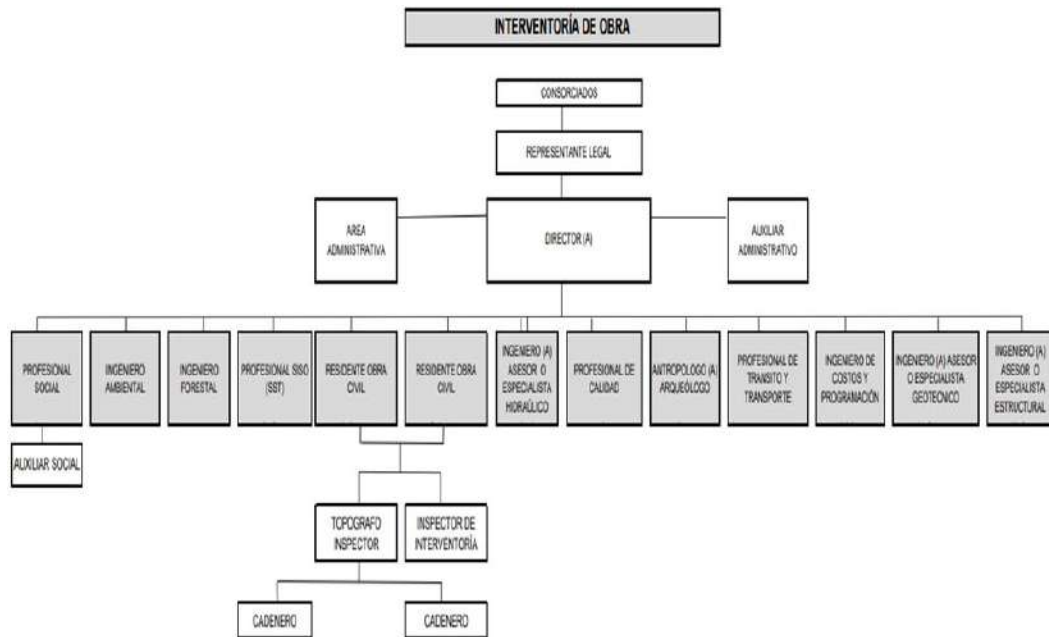 INTERVENTORÍA DE OBRA
CONSORCIADOS
REPRESENTANTE LEGAL
AREA
ADMINISTRATIVA
DIRECTOR (A)
AUXILIAR
ADMINISTRATIVO
PROFESIONAL
SOCIAL
INGENIERO
AMBIENTAL
INGENIERO
FORESTAL
PROFESIONAL SISO
(SST)
RESIDENTE OBRA
CIVIL
RESIDENTE OBRA
CIVIL
INGENIERO (A)
ASESOR O
ESPECIALISTA
HIDRAÚLICO
PROFESIONAL DE
CALIDAD
ANTROPOLOGO (A)
ARQUEÓLOGO
PROFESIONAL DE
TRANSITO Y
TRANSPORTE
INGENIERO DE
COSTOS Y
PROGRAMACIÓN
INGENIERO (A) ASESOR
O ESPECIALISTA
GEOTECNICO
INGENIERO (A)
ASESOR O
ESPECIALISTA
ESTRUCTURAL
AUXILIAR SOCIAL
TOPOGRAFO
INSPECTOR
INSPECTOR DE
INTERVENTORÍA
CADENERO
CADENERO